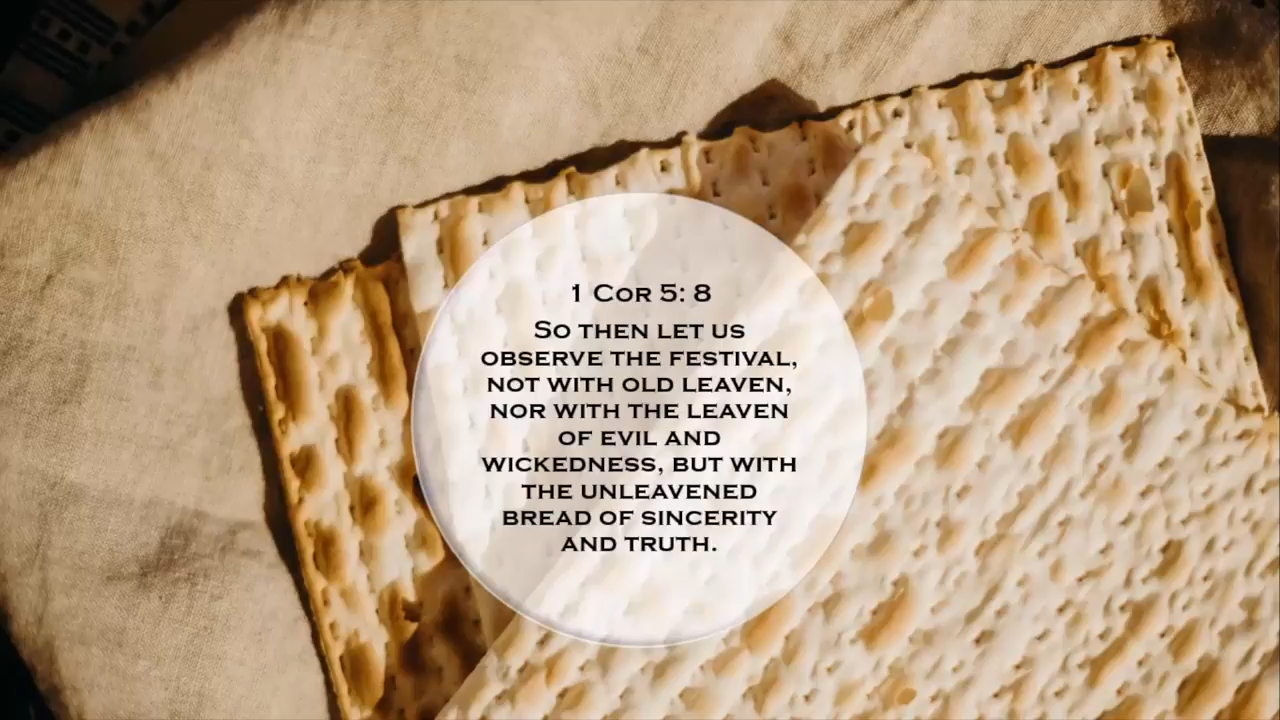 1 Cor 5: 8
So then let us
observe the festival,
not with old leaven,
nor with the leaven
of evil and
wickedness, but with
the unleavened
bread of sincerity
and truth.